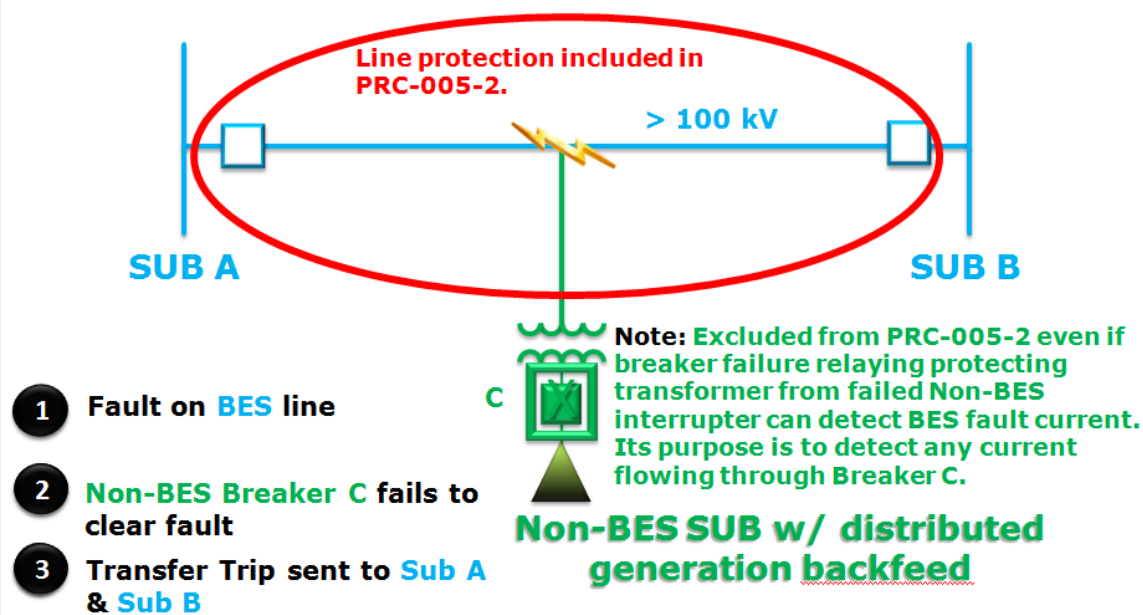 Line protection included in
PRC-005-2.
> 100 kV
SUB A
SUB B
Note: Excluded from PRC-005-2 even if
breaker failure relaying protecting
transformer from failed Non-BES
interrupter can detect BES fault current.
Its purpose is to detect any current
flowing through Breaker C.
C
X
1
Fault on BES line
2
Non-BES Breaker C fails to
clear fault
3
Transfer Trip sent to Sub A
& Sub B
Non-BES SUB w/ distributed
generation backfeed